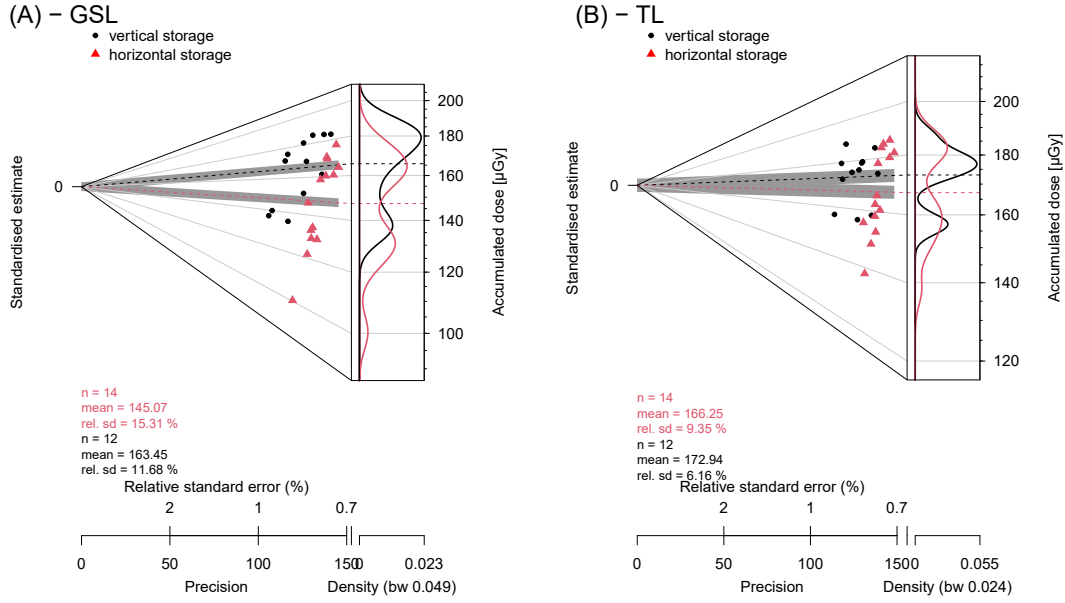 (A) − GSL
vertical storage
horizontal storage
Standardised estimate
0
200
180
160
140
120
100
Accumulated dose [µGy]
n = 14
mean = 145.07
rel. sd = 15.31 %
n = 12
mean = 163.45
rel. sd = 11.68 %
Relative standard error (%)
2 1 0.7
0 50 100 150 0 0.023
Precision Density (bw 0.049)
(B) − TL
vertical storage
horizontal storage
Standardised estimate
0
200
180
160
140
120
Accumulated dose [µGy]
n = 14
mean = 166.25
rel. sd = 9.35 %
n = 12
mean = 172.94
rel. sd = 6.16 %
Relative standard error (%)
2 1 0.7
0 50 100 150 0 0.055
Precision Density (bw 0.024)